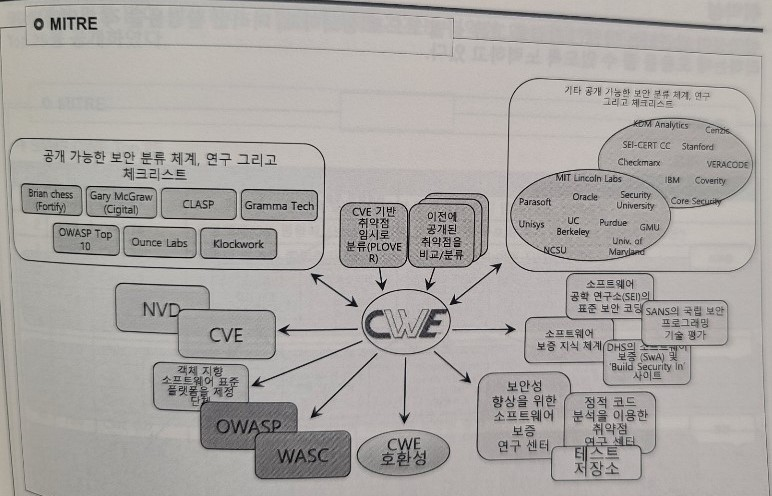 MITRE
기타 공개 가능한 보안 분류 체계, 연구
그리고 체크리스트
KDM Analytics
Cenzic
SEI-CERT CC
Stanford
Checkmarx
VERACODE
IBM
Coverity
Core Security
MIT Lincoln Labs
Parasoft
Oracle
Security
University
Unisys
UC
Berkeley
Purdue
GMU
NCSU
Univ. of
Maryland
공개 가능한 보안 분류 체계, 연구 그리고
체크리스트
Brian chess
(Fortify)
Gary McGraw
(Cigital)
CLASP
Gramma Tech
OWASP Top
10
Ounce Labs
Klockwork
CVE 기반
취약점
임시로
분류(PLOVE
R)
이전에
공개된
취약점을
비교/분류
CWE
NVD
CVE
객체 지향
소프트웨어 표준
플랫폼을 제정
단체
OWASP
WASC
CWE
호환성
소프트웨어
공학 연구소(SEI)의
표준 보안 코딩
SANS의 국립 보안
프로그래밍
기술 평가
소프트웨어
보증 지식 체계
DHS의 소프트웨어
보증 (SwA) 및
'Build Security In'
사이트
보안성
향상을 위한
소프트웨어
보증
연구 센터
정적 코드
분석을 이용한
취약점
연구 센터
테스트
저장소